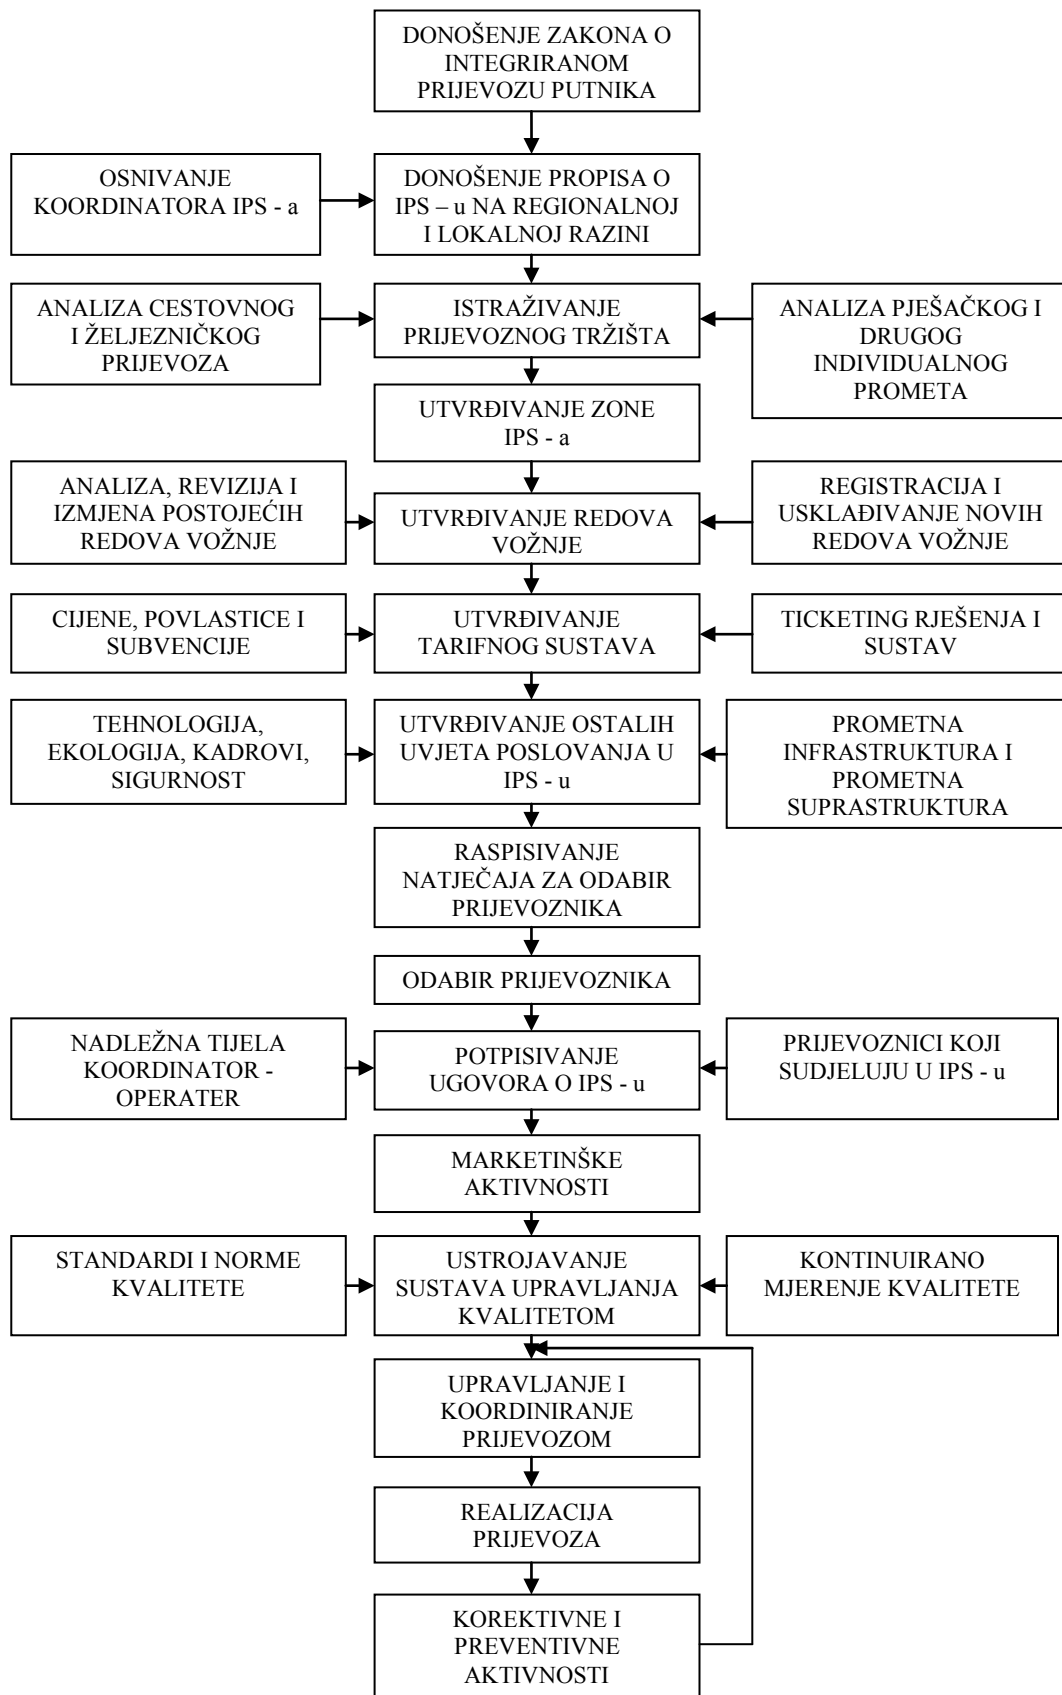 DONOŠENJE ZAKONA O
INTEGRIRANOM
PRIJEVOZU PUTNIKA
OSNIVANJE
KOORDINATORA IPS - a
DONOŠENJE PROPISA O
IPS – u NA REGIONALNOJ
I LOKALNOJ RAZINI
ANALIZA CESTOVNOG
I ŽELJEZNIČKOG
PRIJEVOZA
ISTRAŽIVANJE
PRIJEVOZNOG TRŽIŠTA
ANALIZA PJEŠAČKOG I
DRUGOG
INDIVIDUALNOG
PROMETA
UTVRĐIVANJE ZONE
IPS - a
ANALIZA, REVIZIJA I
IZMJENA POSTOJEĆIH
REDOVA VOŽNJE
UTVRĐIVANJE REDOVA
VOŽNJE
REGISTRACIJA I
USKLAĐIVANJE NOVIH
REDOVA VOŽNJE
CIJENE, POVLASTICE I
SUBVENCIJE
UTVRĐIVANJE
TARIFNOG SUSTAVA
TICKETING RJEŠENJA I
SUSTAV
TEHNOLOGIJA,
EKOLOGIJA, KADROVI,
SIGURNOST
UTVRĐIVANJE OSTALIH
UVJETA POSLOVANJA U
IPS - u
PROMETNA
INFRASTRUKTURA I
PROMETNA
SUPRASTRUKTURA
RASPISIVANJE
NATJEČAJA ZA ODABIR
PRIJEVOZNIKA
ODABIR PRIJEVOZNIKA
NADLEŽNA TIJELA
KOORDINATOR -
OPERATER
POTPISIVANJE
UGOVORA O IPS - u
PRIJEVOZNICI KOJI
SUDJELUJU U IPS - u
MARKETINŠKE
AKTIVNOSTI
STANDARDI I NORME
KVALITETE
USTROJAVANJE
SUSTAVA UPRAVLJANJA
KVALITETOM
KONTINUIRANO
MJERENJE KVALITETE
UPRAVLJANJE I
KOORDINIRANJE
PRIJEVOZOM
REALIZACIJA
PRIJEVOZA
KOREKTIVNE I
PREVENTIVNE
AKTIVNOSTI